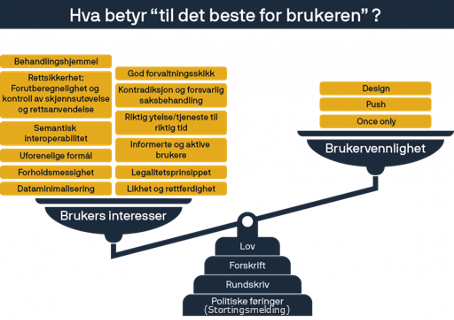 Hva betyr “til det beste for brukeren” ?
Behandlingshjemmel
Rettsikkerhet:
Forutberegnelighet og
kontroll av skjønnsutøvelse
og rettsanvendelse
Semantisk
interoperabilitet
Uforenelige formål
Forholdsmessighet
Dataminimalisering
God forvaltningsskikk
Kontradiksjon og forsvarlig
saksbehandling
Riktig ytelse/tjeneste til
riktig tid
Informerte og aktive
brukere
Legalitetsprinsippet
Likhet og rettferdighet
Brukers interesser
Design
Push
Once only
Brukervennlighet
Lov
Forskrift
Rundskriv
Politiske føringer
(Stortingsmelding)